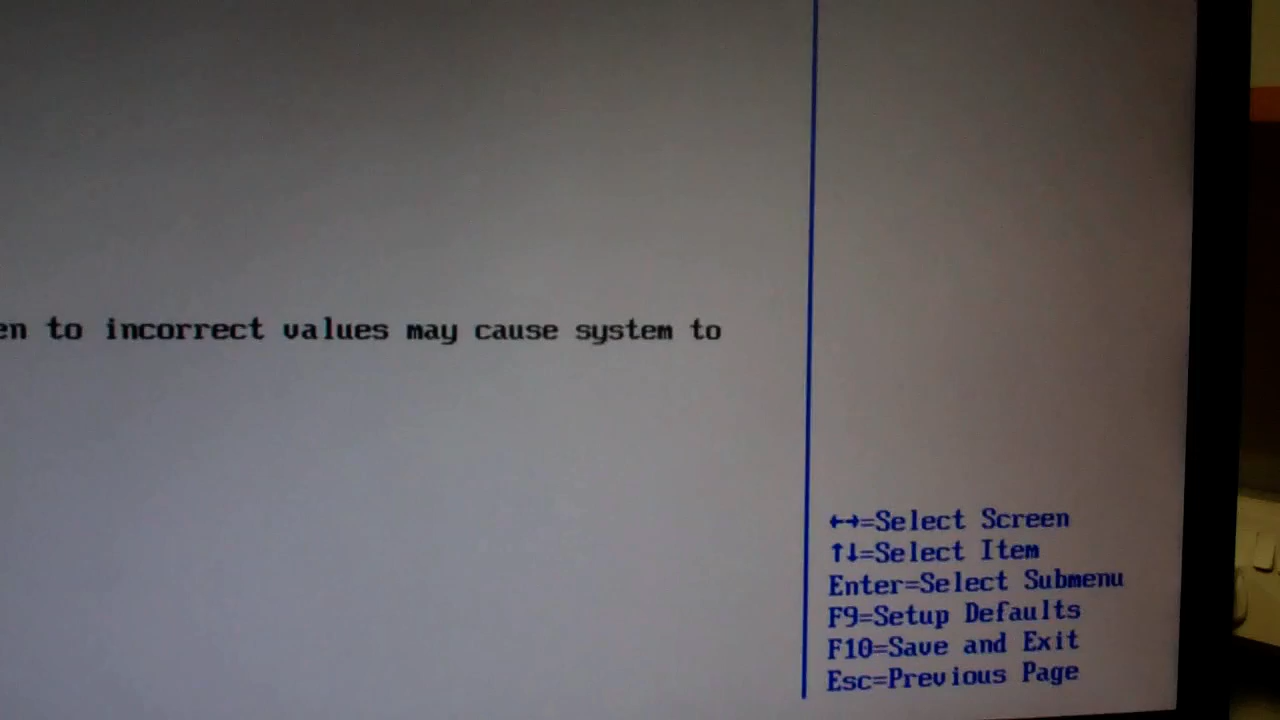 en to incorrect values may cause system to
←→=Select Screen
↑↓=Select Item
Enter=Select Submenu
F9=Setup Defaults
F10=Save and Exit
Esc=Previous Page